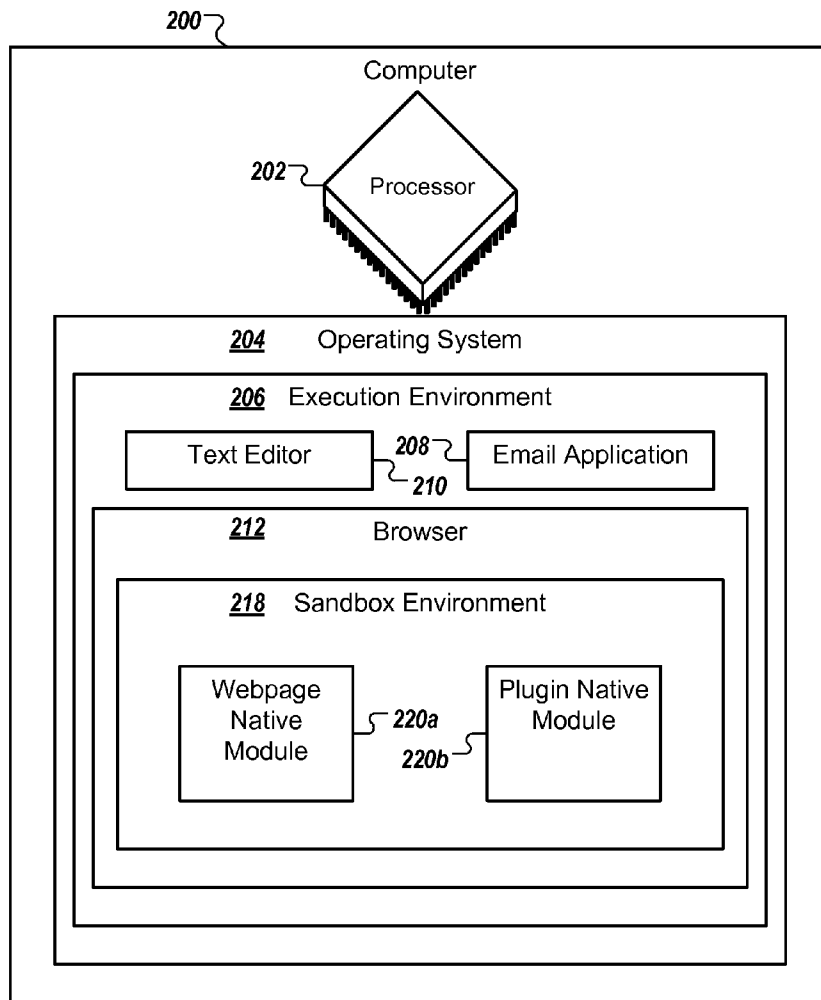 200
Computer
202
Processor
204 Operating System
206 Execution Environment
Text Editor
208
Email Application
210
212 Browser
218 Sandbox Environment
Webpage
Native
Module
220a
220b
Plugin Native
Module